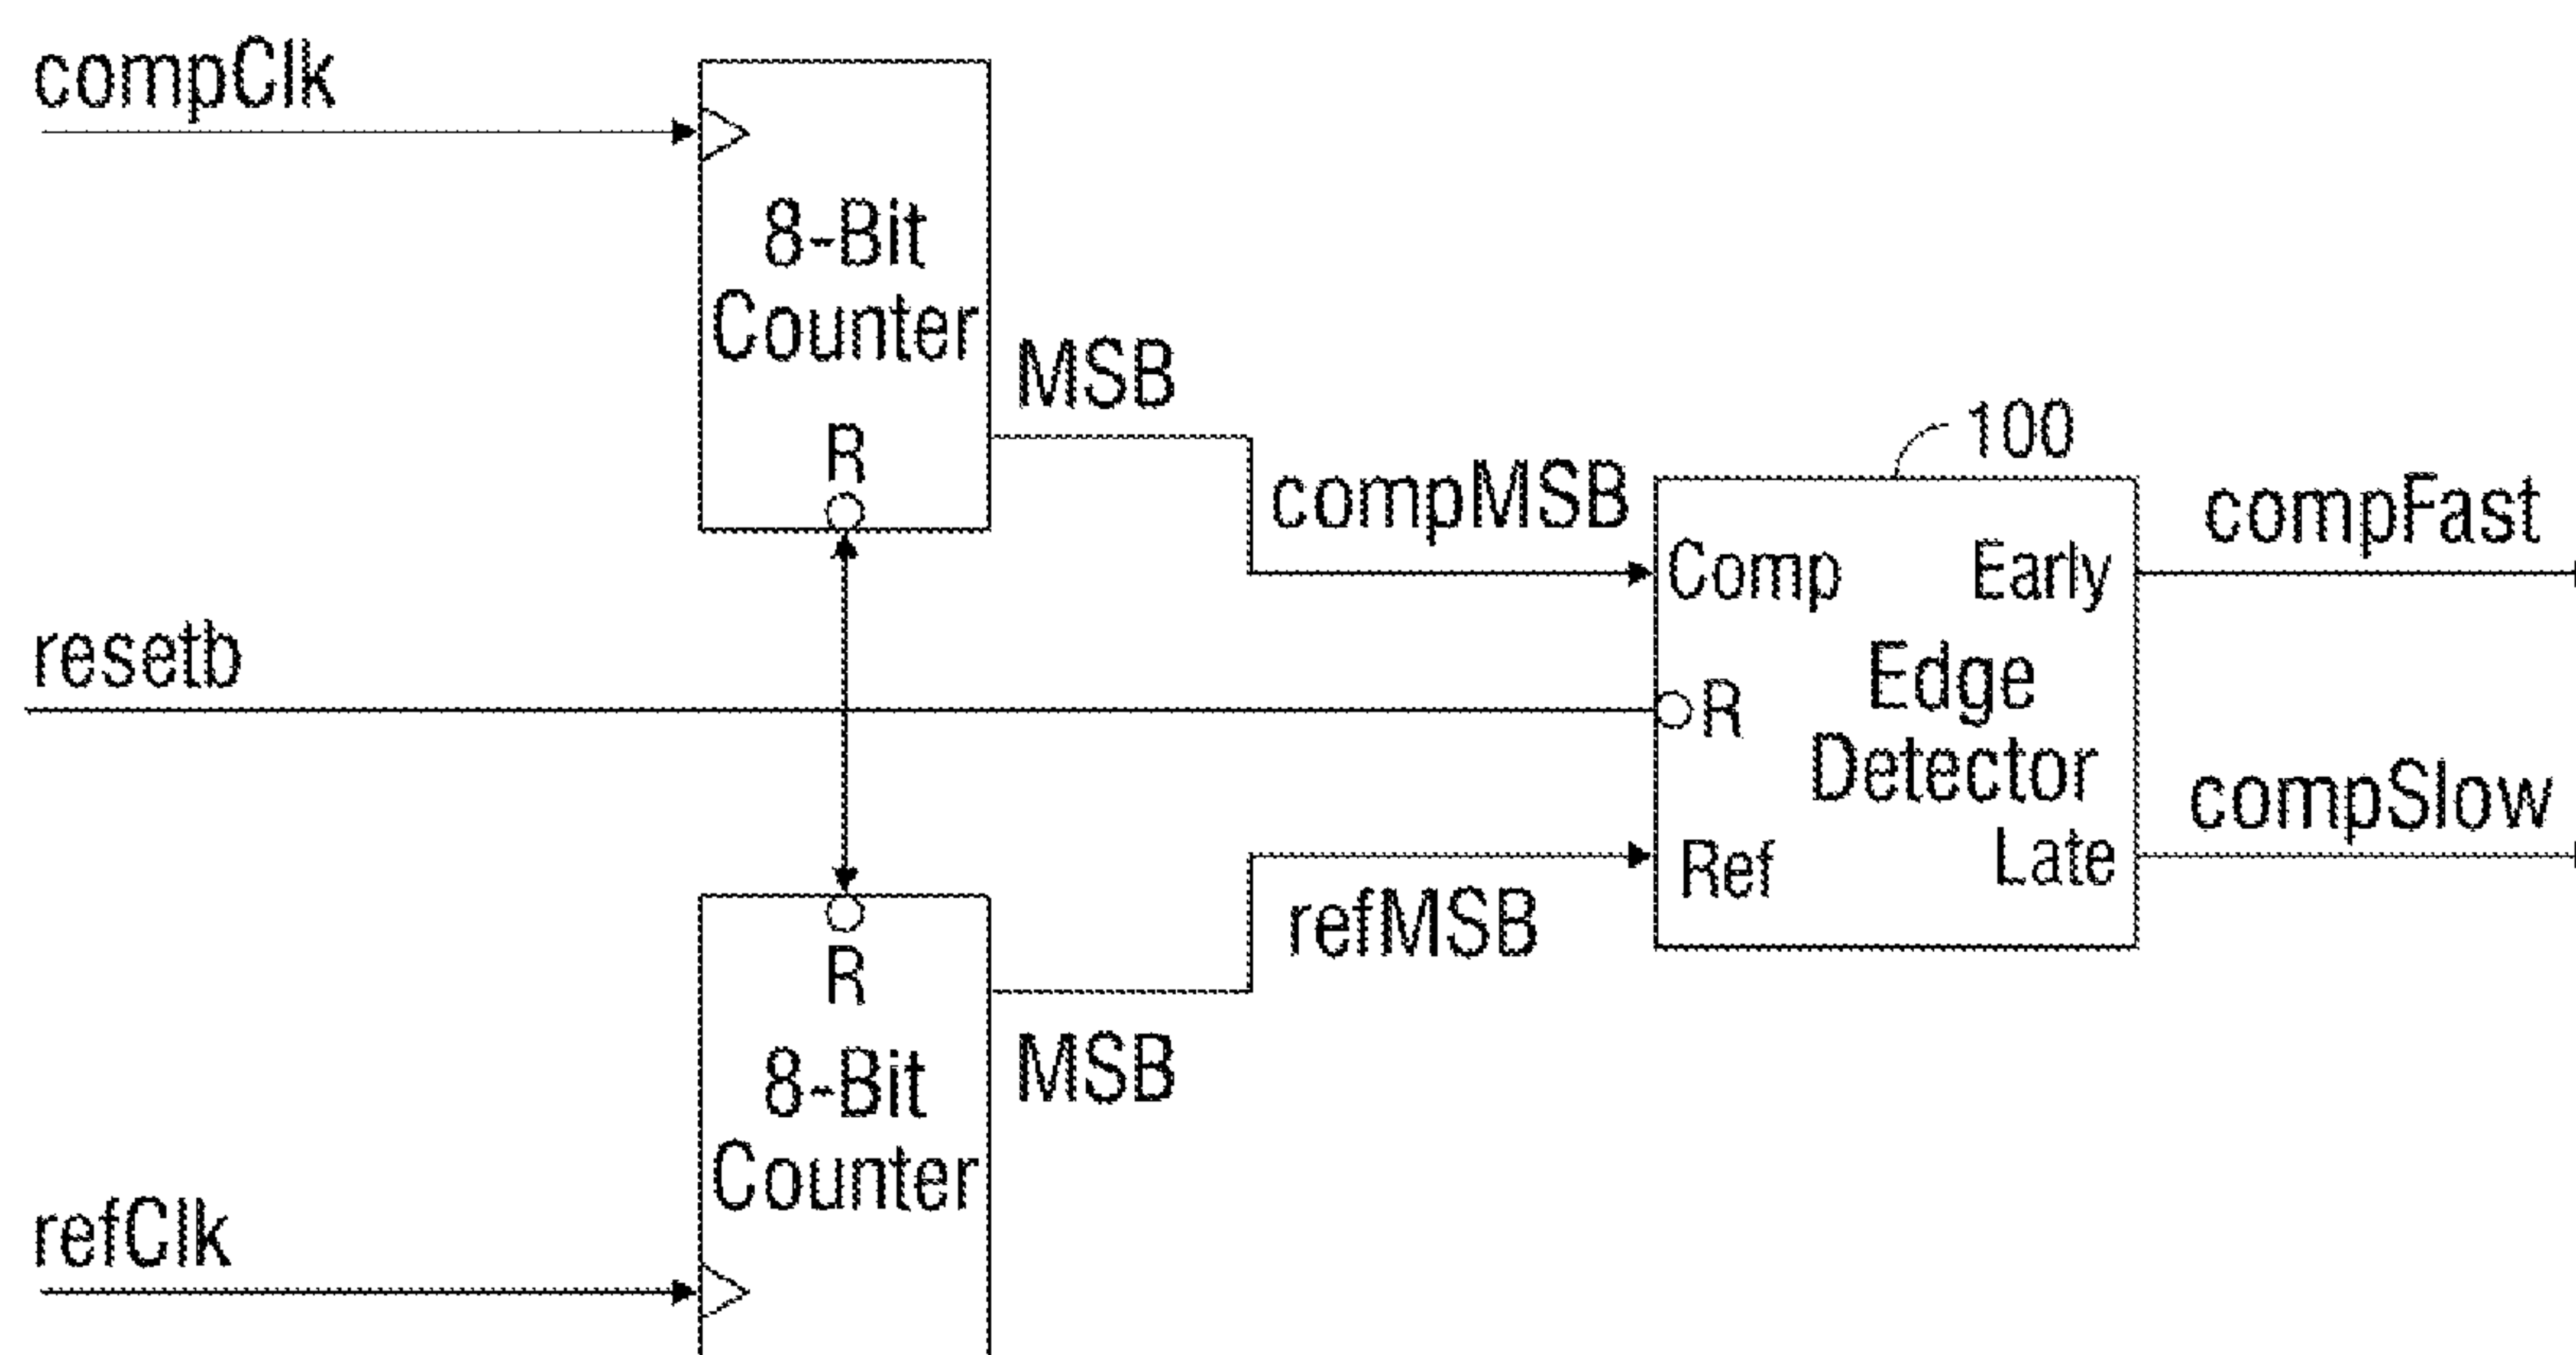 compClk
8-Bit
Counter
R
MSB
compMSB
100
Comp
Early
compFast
resetb
R
Edge
Detector
Ref
Late
compSlow
refMSB
R
8-Bit
Counter
MSB
refClk